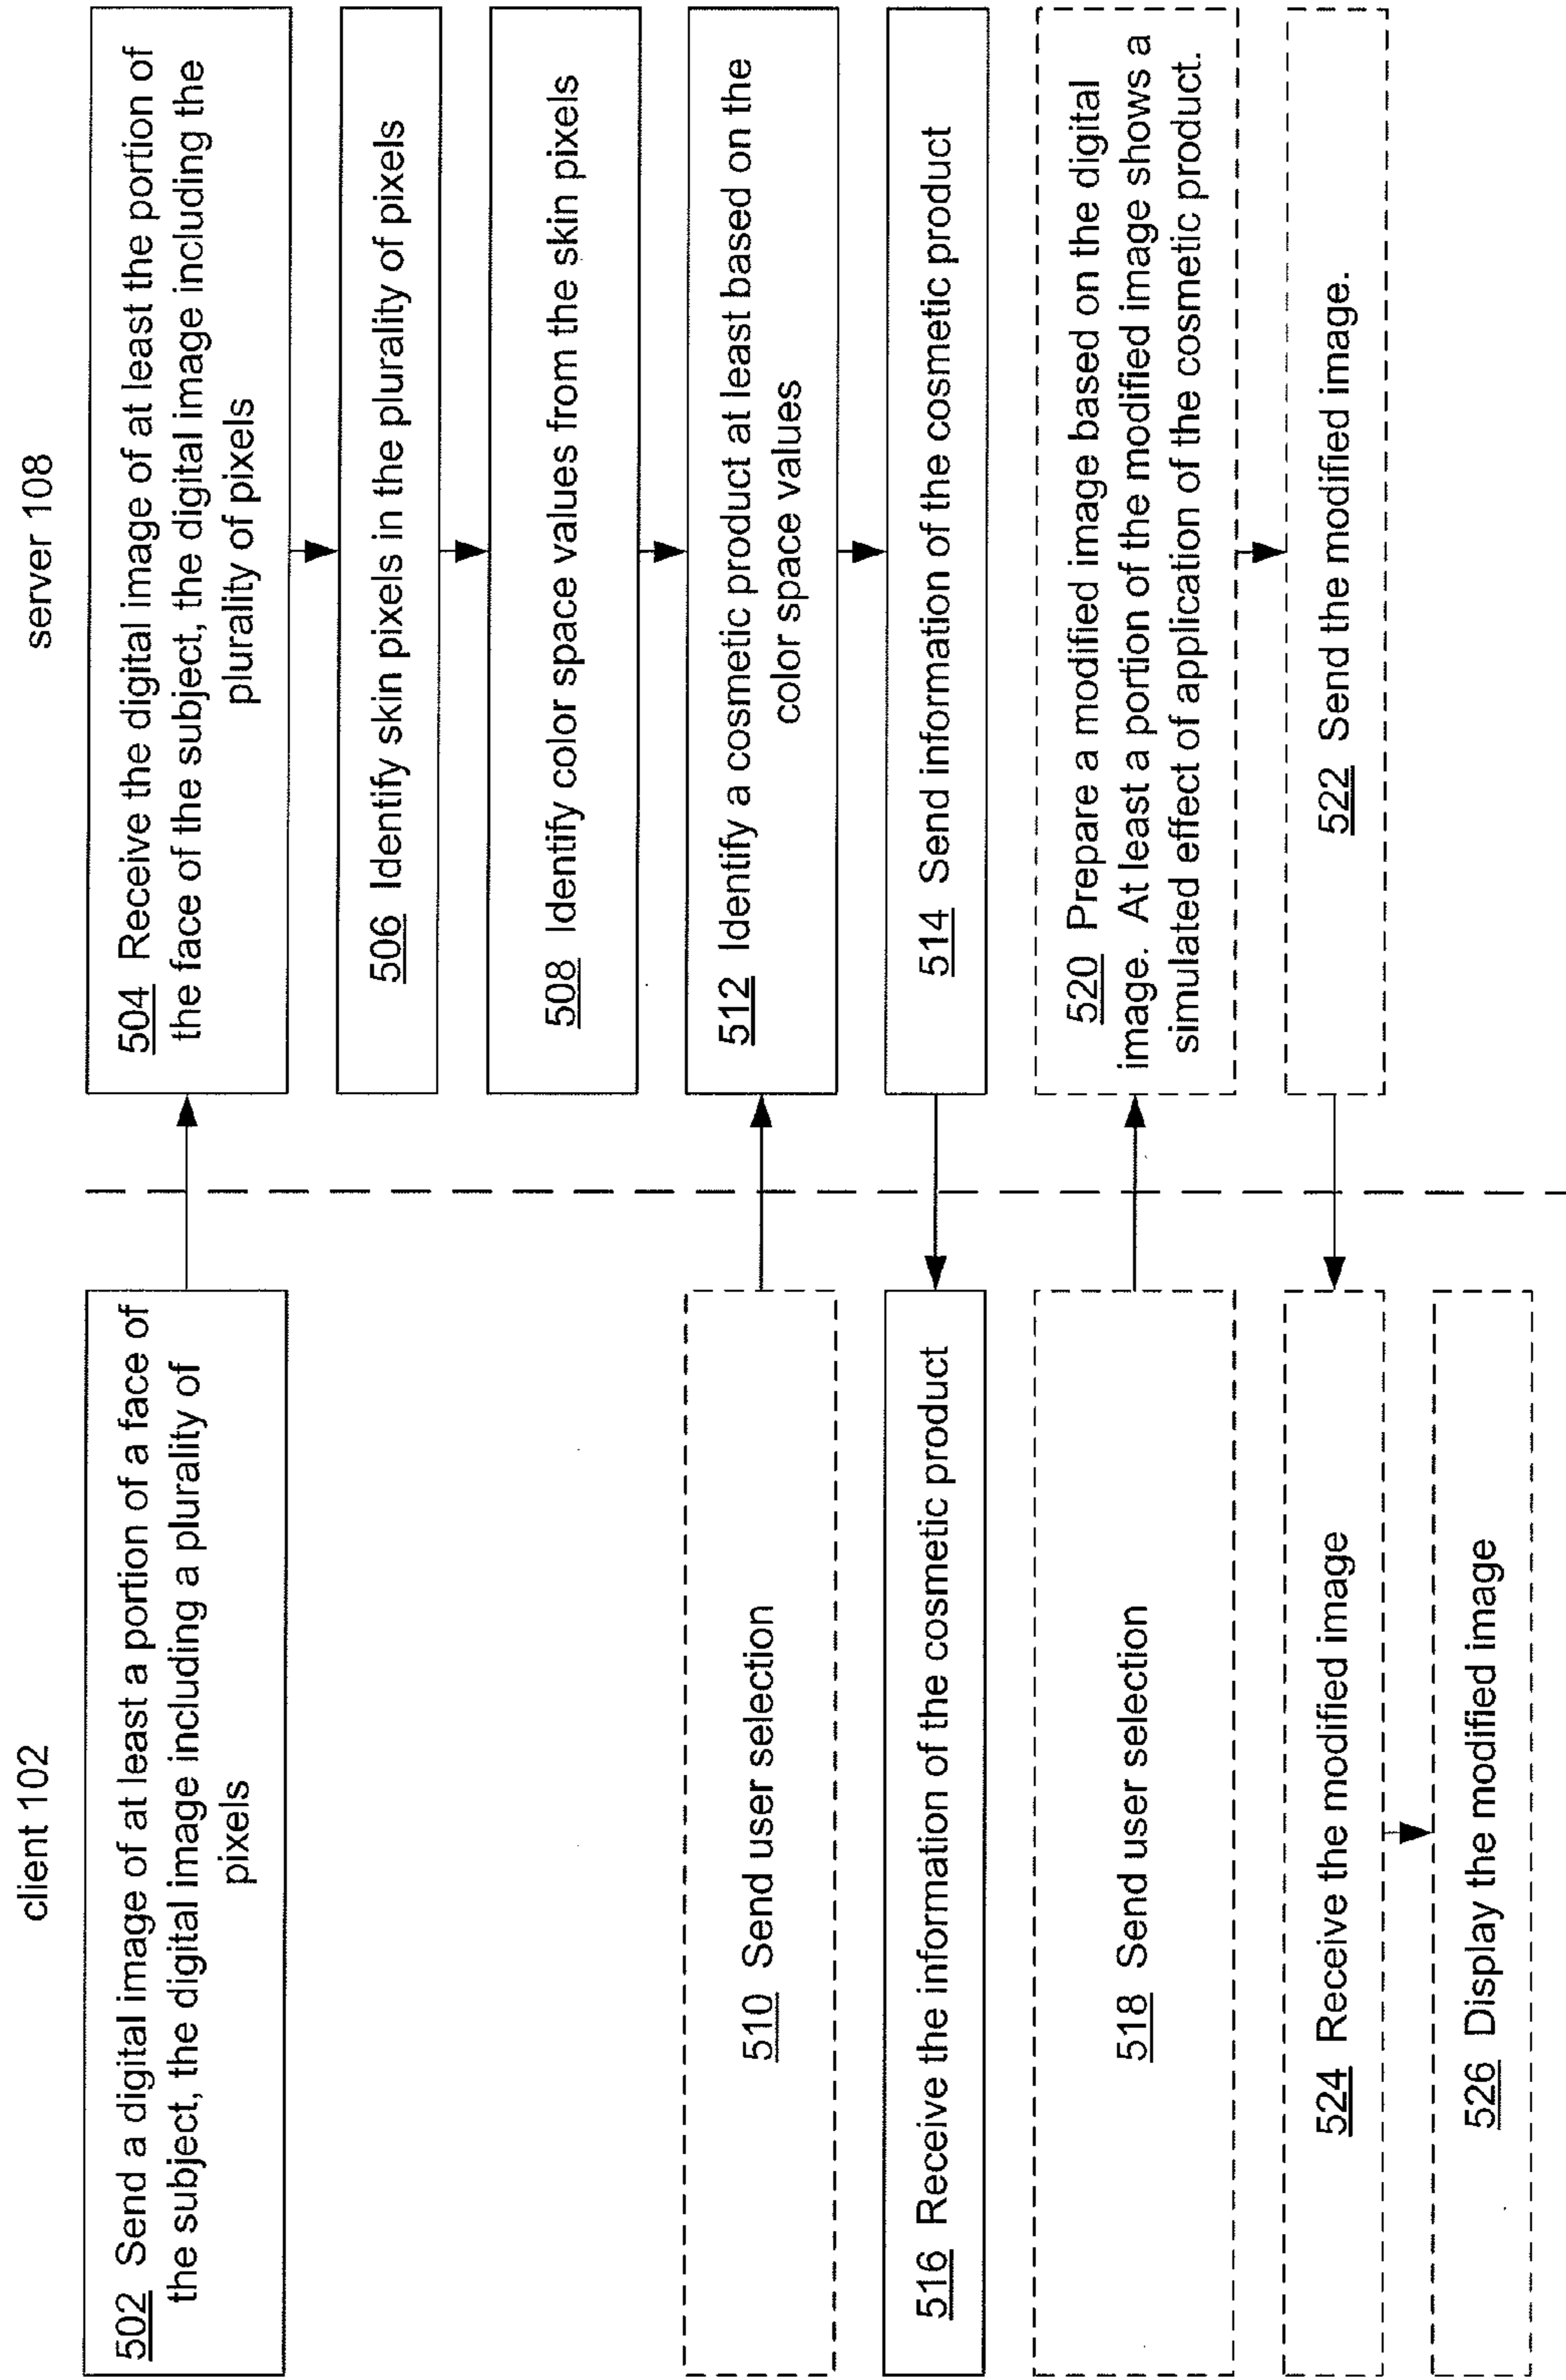 client 102
server 108
502 Send a digital image of at least a portion of a face of
the subject, the digital image including a plurality of
pixels
504 Receive the digital image of at least the portion of
the face of the subject, the digital image including the
plurality of pixels
506 Identify skin pixels in the plurality of pixels
508 Identify color space values from the skin pixels
510 Send user selection
512 Identify a cosmetic product at least based on the
color space values
514 Send information of the cosmetic product
516 Receive the information of the cosmetic product
518 Send user selection
520 Prepare a modified image based on the digital
image. At least a portion of the modified image shows a
simulated effect of application of the cosmetic product.
522 Send the modified image.
524 Receive the modified image
526 Display the modified image